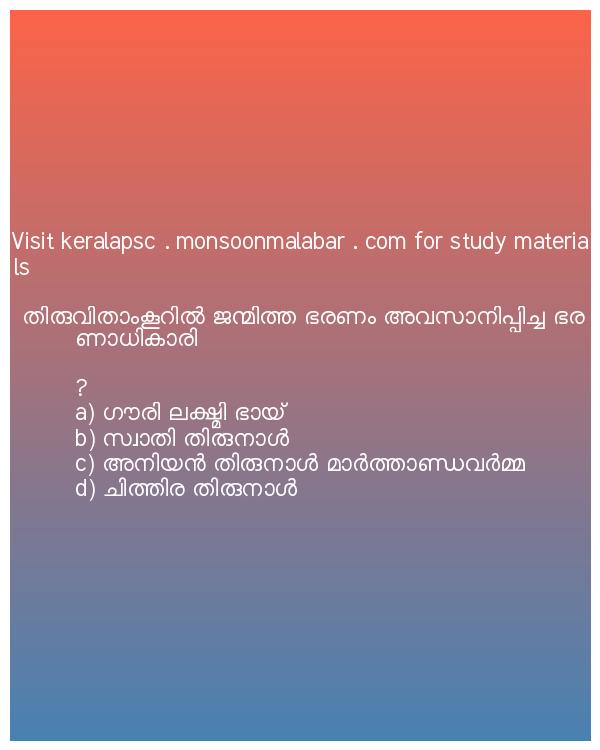 Visit keralapsc . monsoonmalabar . com for study materia
ls
തിരുവിതാംകൂറിൽ ജന്മിത്ത ഭരണം അവസാനിപ്പിച്ച ഭര
ണാധികാരി
?
a) ഗൗരി ലക്ഷ്മി ഭായ്
b) സ്വാതി തിരുനാൾ
c) അനിയൻ തിരുനാൾ മാർത്താണ്ഡവർമ്മ
d) ചിത്തിര തിരുനാൾ